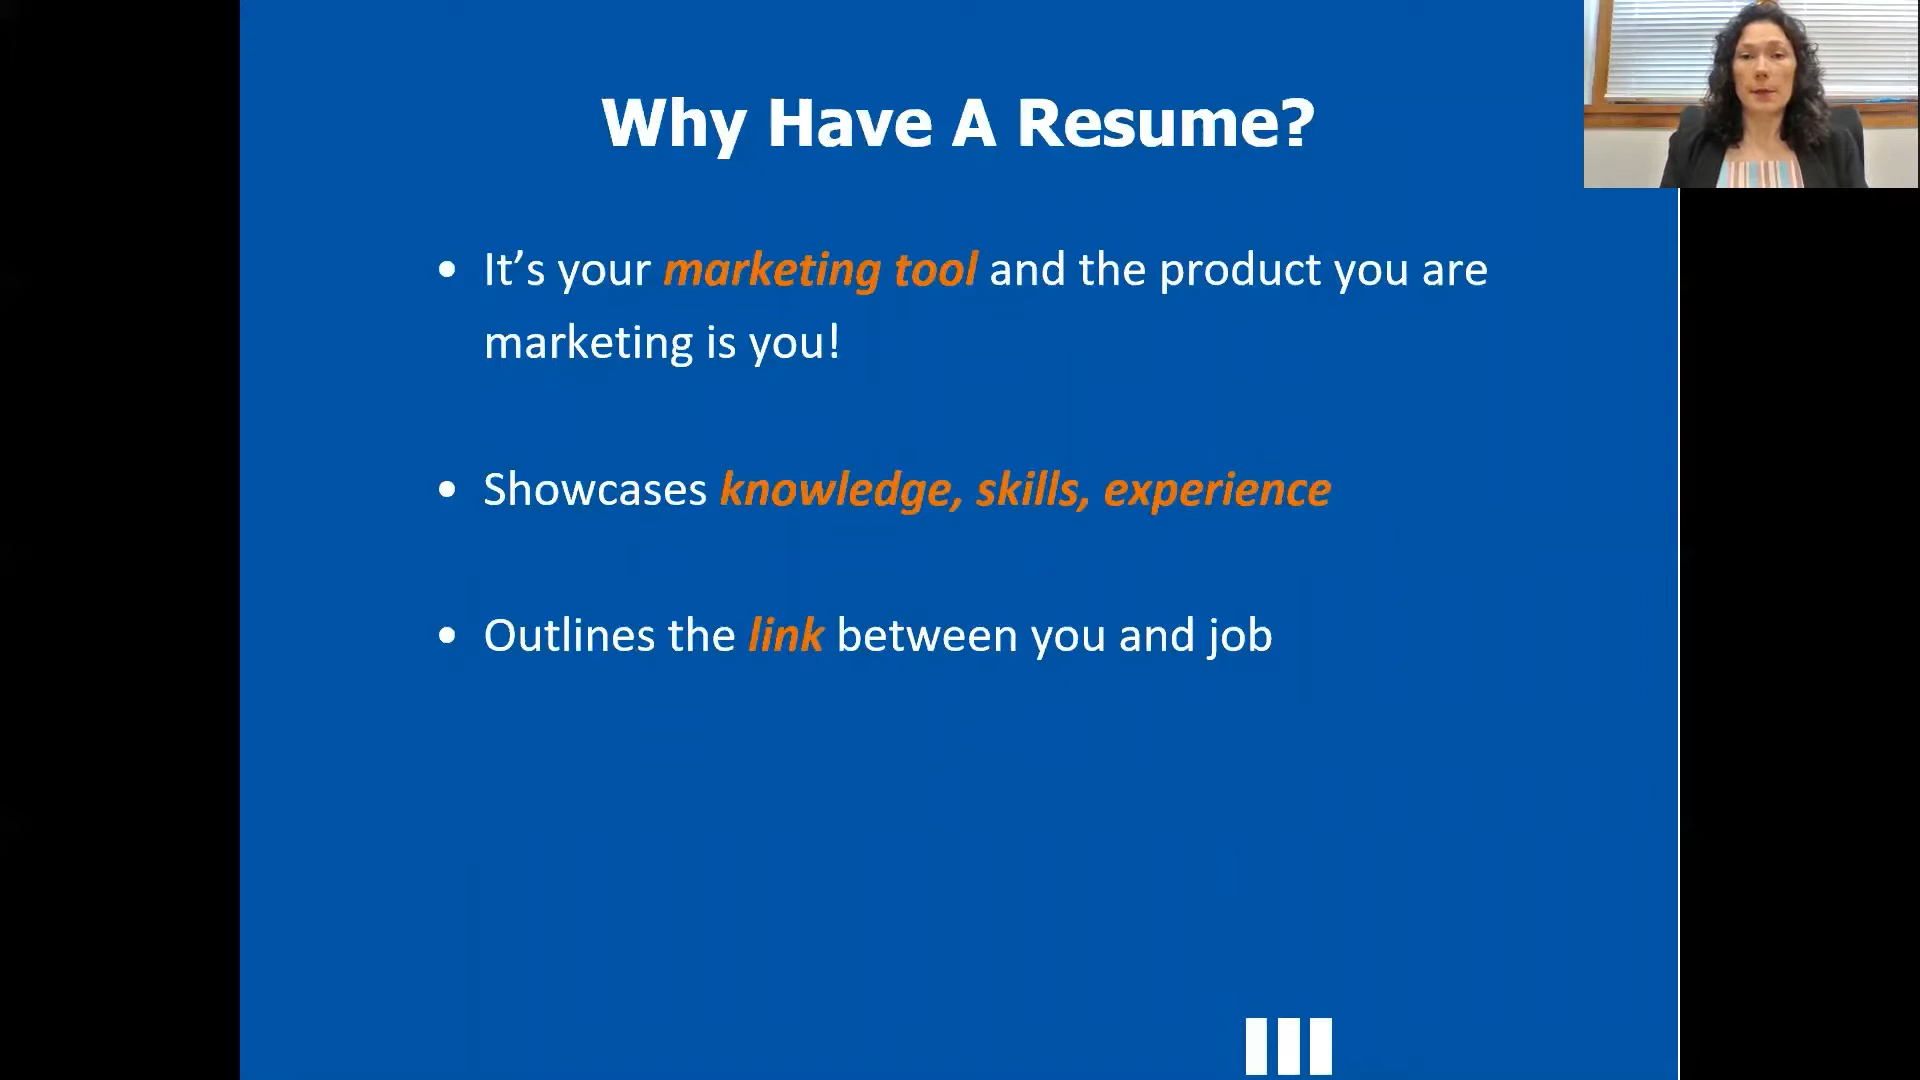 Why Have A Resume?
• It’s your marketing tool and the product you are
marketing is you!
• Showcases knowledge, skills, experience
• Outlines the link between you and job